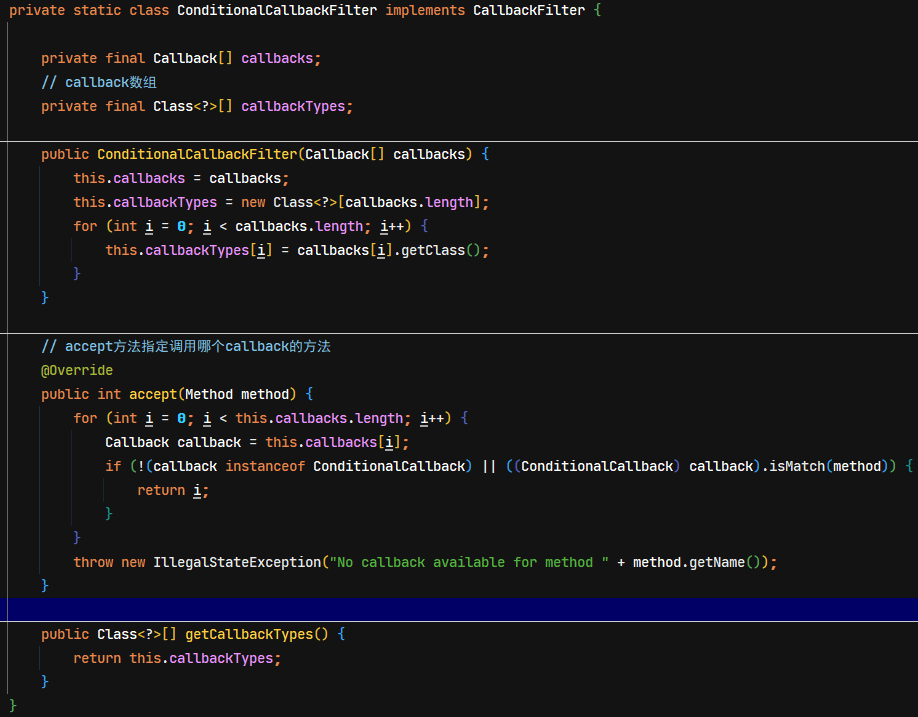 private static class ConditionalCallbackFilter implements CallbackFilter {
private final Callback[] callbacks;
// callback数组
private final Class<?>[] callbackTypes;
public ConditionalCallbackFilter(Callback[] callbacks) {
this.callbacks = callbacks;
this.callbackTypes = new Class<?>[callbacks.length];
for (int i = 0; i < callbacks.length; i++) {
this.callbackTypes[i] = callbacks[i].getClass();
}
}
// accept方法指定调用哪个callback的方法
@Override
public int accept(Method method) {
for (int i = 0; i < this.callbacks.length; i++) {
Callback callback = this.callbacks[i];
if (!(callback instanceof ConditionalCallback) || ((ConditionalCallback) callback).isMatch(method)) {
return i;
}
}
throw new IllegalStateException("No callback available for method " + method.getName());
}
public Class<?>[] getCallbackTypes() {
return this.callbackTypes;
}
}